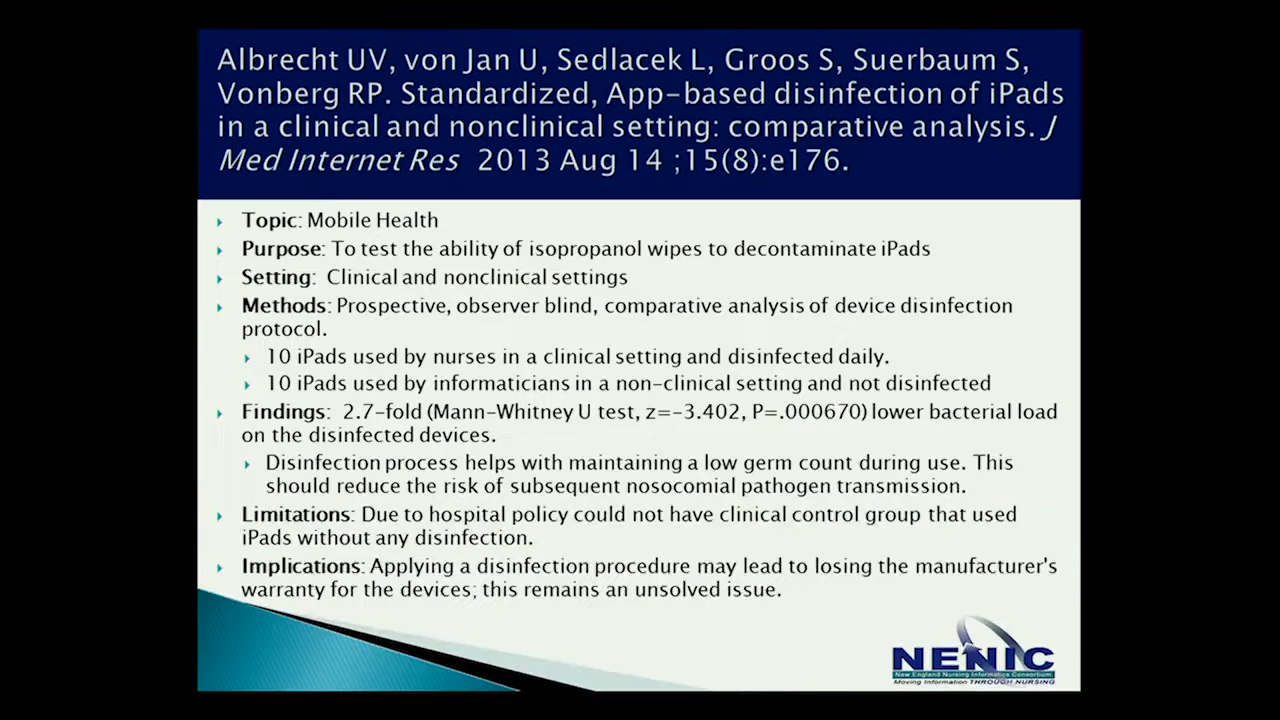 Albrecht UV, von Jan U, Sedlacek L, Groos S, Suerbaum S,
Vonberg RP. Standardized, App-based disinfection of iPads
in a clinical and nonclinical setting: comparative analysis. J
Med Internet Res 2013 Aug 14 ;15(8):e176.
Topic: Mobile Health
Purpose: To test the ability of isopropanol wipes to decontaminate iPads
Setting: Clinical and nonclinical settings
Methods: Prospective, observer blind, comparative analysis of device disinfection
protocol.
10 iPads used by nurses in a clinical setting and disinfected daily.
10 iPads used by informaticians in a non-clinical setting and not disinfected
Findings: 2.7-fold (Mann-Whitney U test, z=-3.402, P=.000670) lower bacterial load
on the disinfected devices.
Disinfection process helps with maintaining a low germ count during use. This
should reduce the risk of subsequent nosocomial pathogen transmission.
Limitations: Due to hospital policy could not have clinical control group that used
iPads without any disinfection.
Implications: Applying a disinfection procedure may lead to losing the manufacturer's
warranty for the devices; this remains an unsolved issue.
NENIC
New England Nursing Informatics Consortium
Moving Information THROUGH NURSING